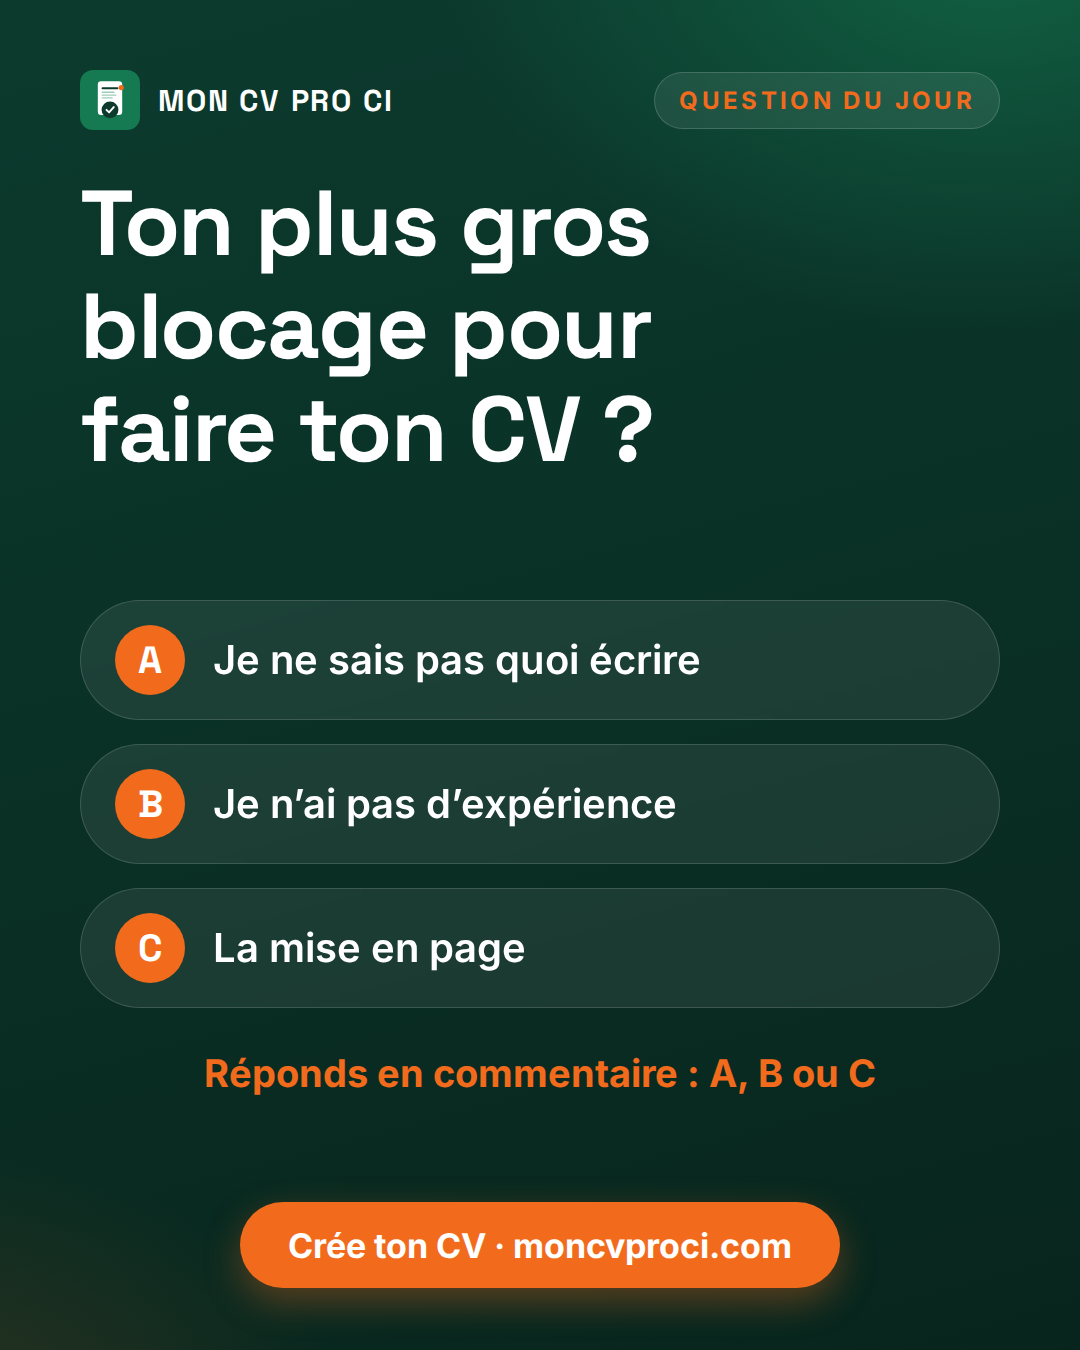 MON CV PRO CI
QUESTION DU JOUR
Ton plus gros
blocage pour
faire ton CV ?
A Je ne sais pas quoi écrire
B Je n’ai pas d’expérience
C La mise en page
Réponds en commentaire : A, B ou C
Crée ton CV · moncvproci.com